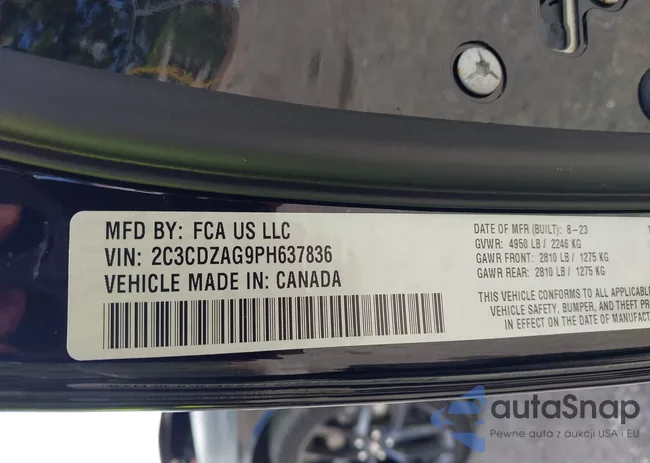 MFD BY: FCA US LLC
VIN: 2C3CDZAG9PH637836
VEHICLE MADE IN: CANADA
DATE OF MFR (BUILT): 8-23
GVWR: 4950 LB / 2246 KG
GAWR FRONT: 2810 LB / 1275 KG
GAWR REAR: 2810 LB / 1275 KG
THIS VEHICLE CONFORMS TO ALL APPLICABL
VEHICLE SAFETY, BUMPER, AND THEFT PR
IN EFFECT ON THE DATE OF MANUFACT
autaSnap
Pewne auta z aukcji USA i EU